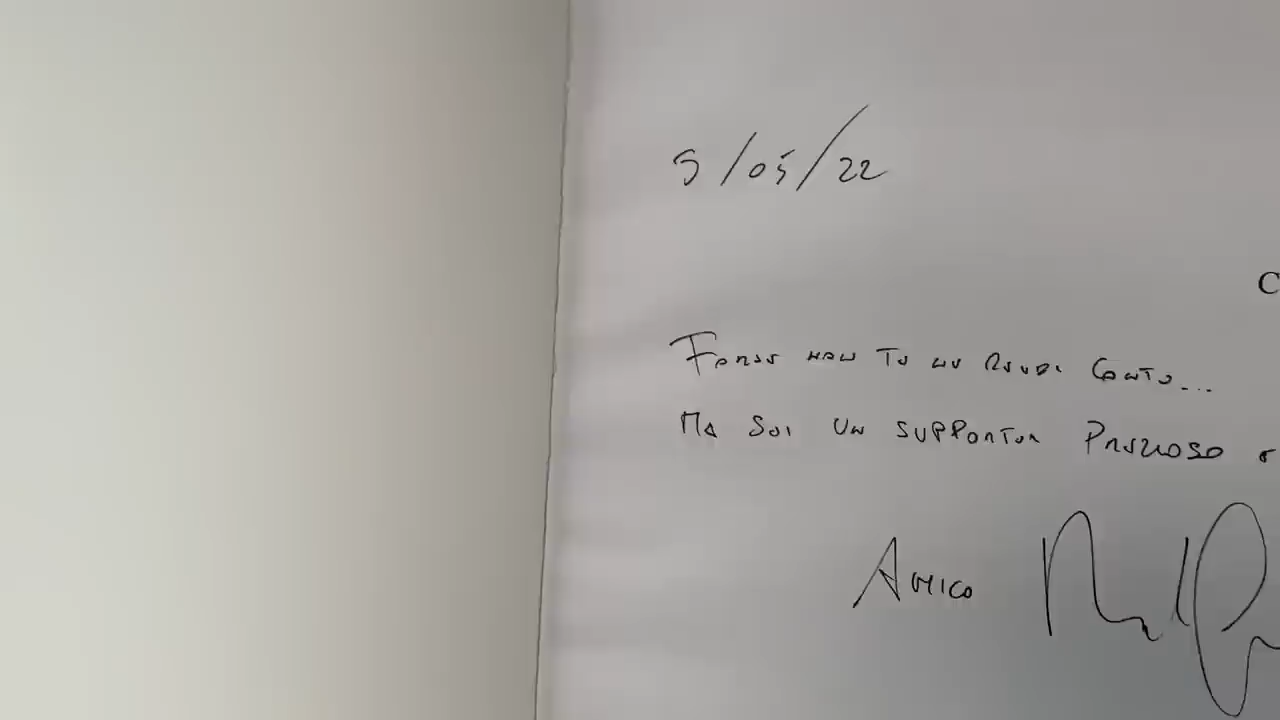 5/05/22
C
FORSE NON TE NE RENDI CONTO...
MA SEI UN SUPPORTER PREZIOSO e
AMICO